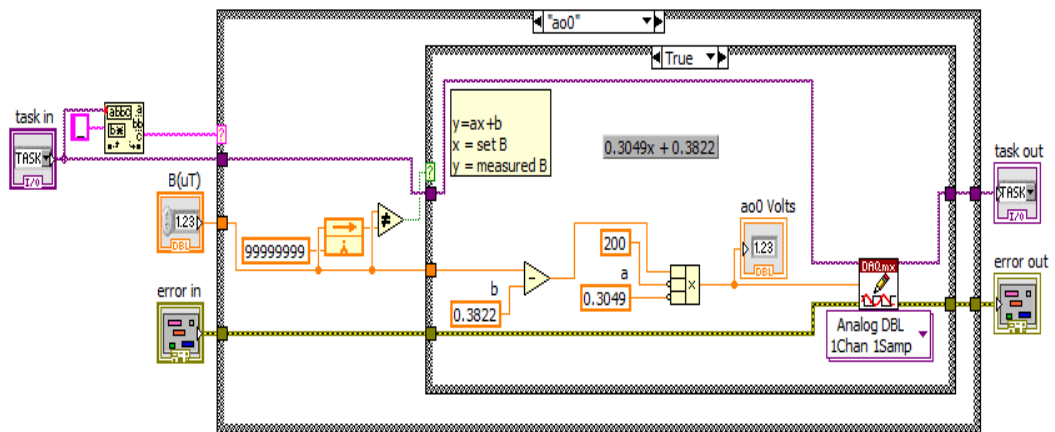 "ao0"
True
task in
TASK
I/O
abbc
a
bb
c
b*
_
?
y=ax+b
x = set B
y = measured B
0.3049x + 0.3822
?
task out
TASK
I/O
B(uT)
1.23
DBL
99999999
≠
ao0 Volts
1.23
DBL
200
a
0.3049
x
b
0.3822
-
DAQmx
error in
error out
Analog DBL
1Chan 1Samp